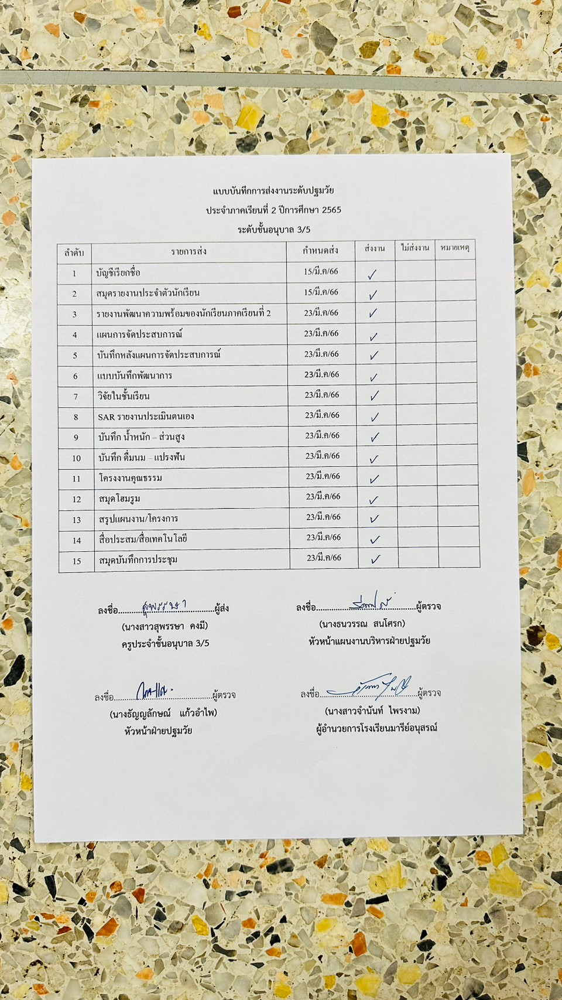 แบบบันทึกการส่งงานระดับปฐมวัย
ประจำภาคเรียนที่ 2 ปีการศึกษา 2565
ระดับชั้นอนุบาล 3/5
ลำดับ รายการส่ง กำหนดส่ง ส่งงาน ไม่ส่งงาน หมายเหตุ
1 บัญชีเรียกชื่อ 15/มี.ค/66 ✓
2 สมุดรายงานประจำตัวนักเรียน 15/มี.ค/66 ✓
3 รายงานพัฒนาความพร้อมของนักเรียนภาคเรียนที่ 2 23/มี.ค/66 ✓
4 แผนการจัดประสบการณ์ 23/มี.ค/66 ✓
5 บันทึกหลังแผนการจัดประสบการณ์ 23/มี.ค/66 ✓
6 แบบบันทึกพัฒนาการ 23/มี.ค/66 ✓
7 วิจัยในชั้นเรียน 23/มี.ค/66 ✓
8 SAR รายงานประเมินตนเอง 23/มี.ค/66 ✓
9 บันทึก น้ำหนัก – ส่วนสูง 23/มี.ค/66 ✓
10 บันทึก ดื่มนม – แปรงฟัน 23/มี.ค/66 ✓
11 โครงงานคุณธรรม 23/มี.ค/66 ✓
12 สมุดโฮมรูม 23/มี.ค/66 ✓
13 สรุปแผนงาน/โครงการ 23/มี.ค/66 ✓
14 สื่อประสม/สื่อเทคโนโลยี 23/มี.ค/66 ✓
15 สมุดบันทึกการประชุม 23/มี.ค/66 ✓
ลงชื่อ....สุพรรษา....ผู้ส่ง ลงชื่อ........ผู้ตรวจ
(นางสาวสุพรรษา คงมี) (นางธนวรรณ สนโศรก)
ครูประจำชั้นอนุบาล 3/5 หัวหน้าแผนงานบริหารฝ่ายปฐมวัย
ลงชื่อ........ผู้ตรวจ ลงชื่อ........ผู้ตรวจ
(นางธัญญลักษณ์ แก้วอำไพ) (นางสาวจำนันท์ ไพรงาม)
หัวหน้าฝ่ายปฐมวัย ผู้อำนวยการโรงเรียนมารีย์อนุสรณ์